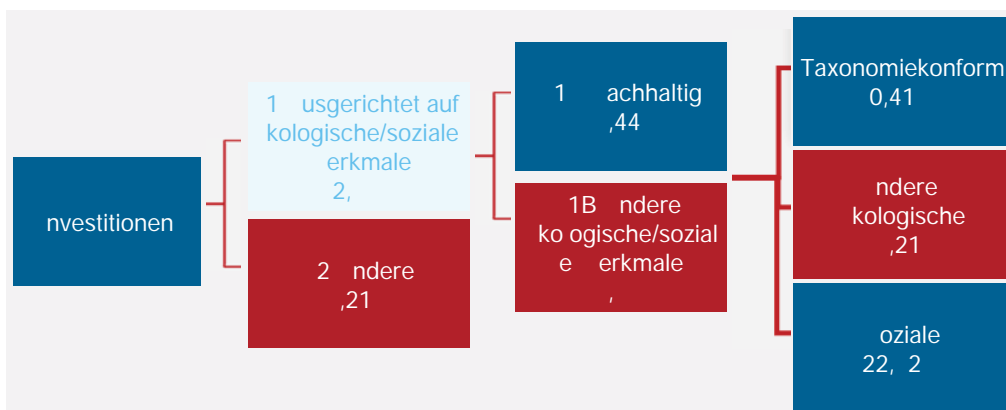 nvestitionen
1 usgerichtet auf
kologische/soziale
erkmale
2,
2 ndere
,21
1 achhaltig
,44
1B ndere
ko ogische/sozial
e erkmale
,
Taxonomiekonform
0,41
ndere
kologische
,21
oziale
22, 2